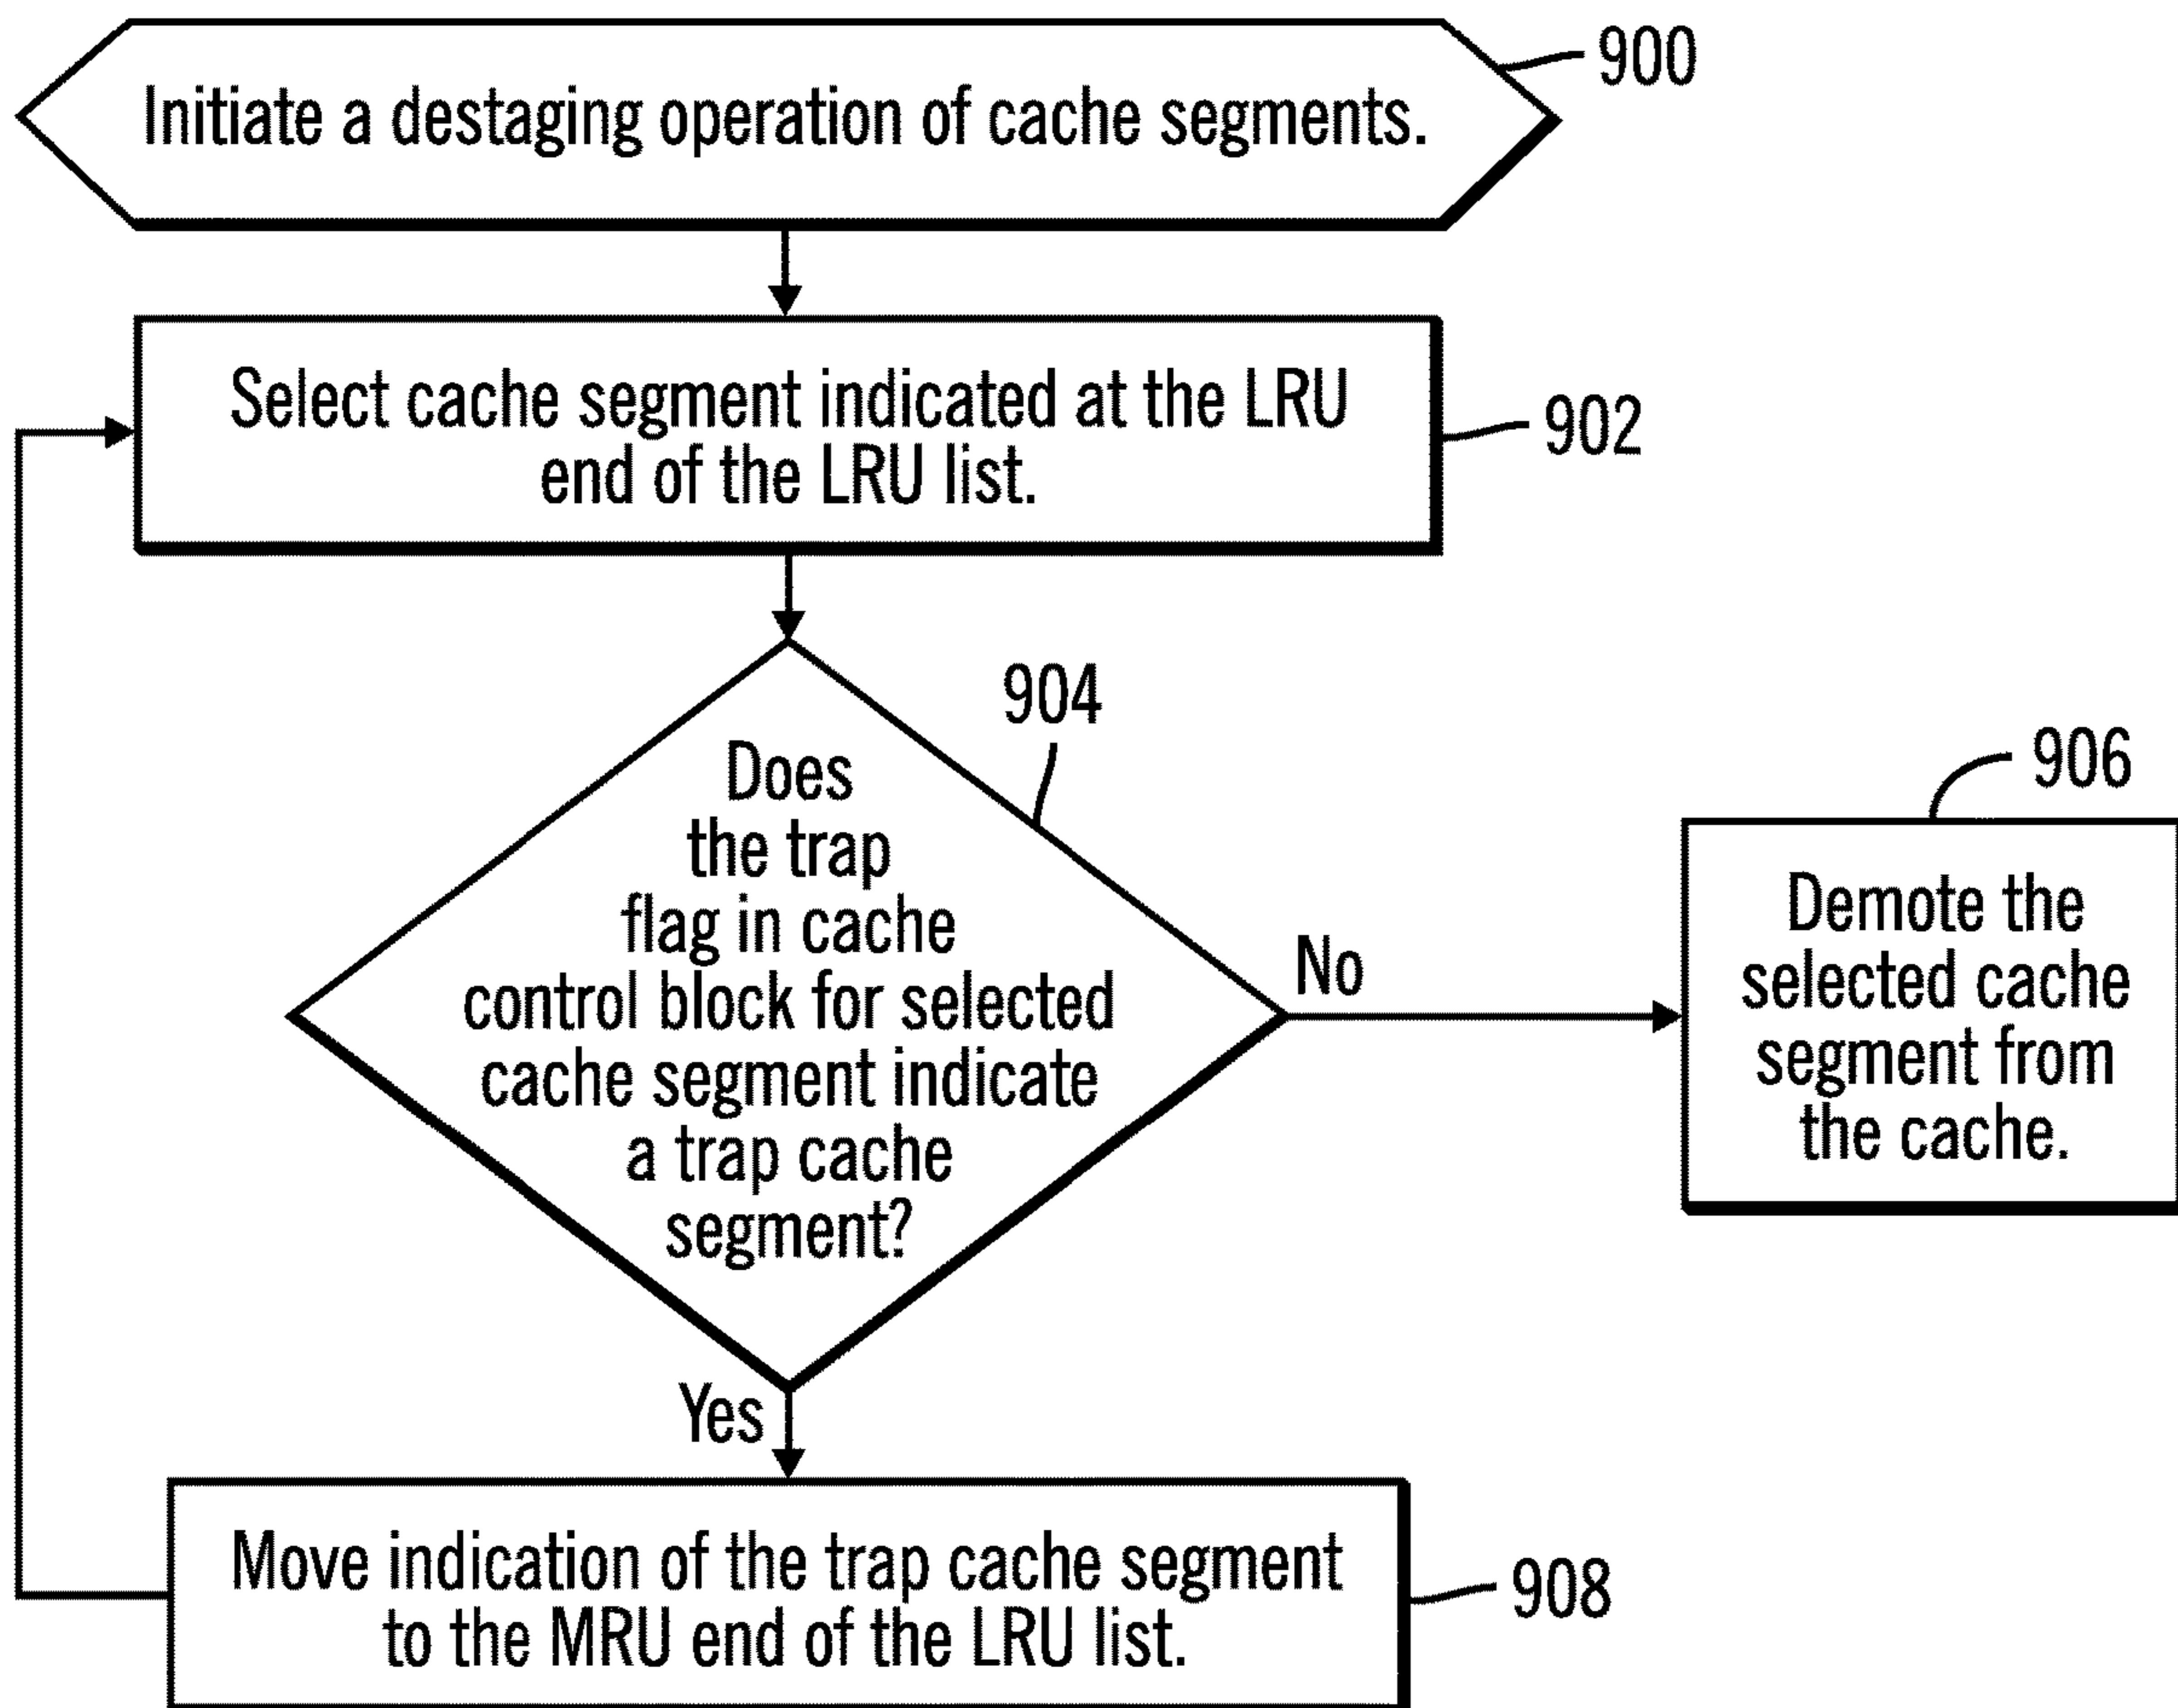 900
Initiate a destaging operation of cache segments.
Select cache segment indicated at the LRU
end of the LRU list.
902
904
Does
the trap
flag in cache
control block for selected
cache segment indicate
a trap cache
segment?
No
906
Demote the
selected cache
segment from
the cache.
Yes
Move indication of the trap cache segment
to the MRU end of the LRU list.
908